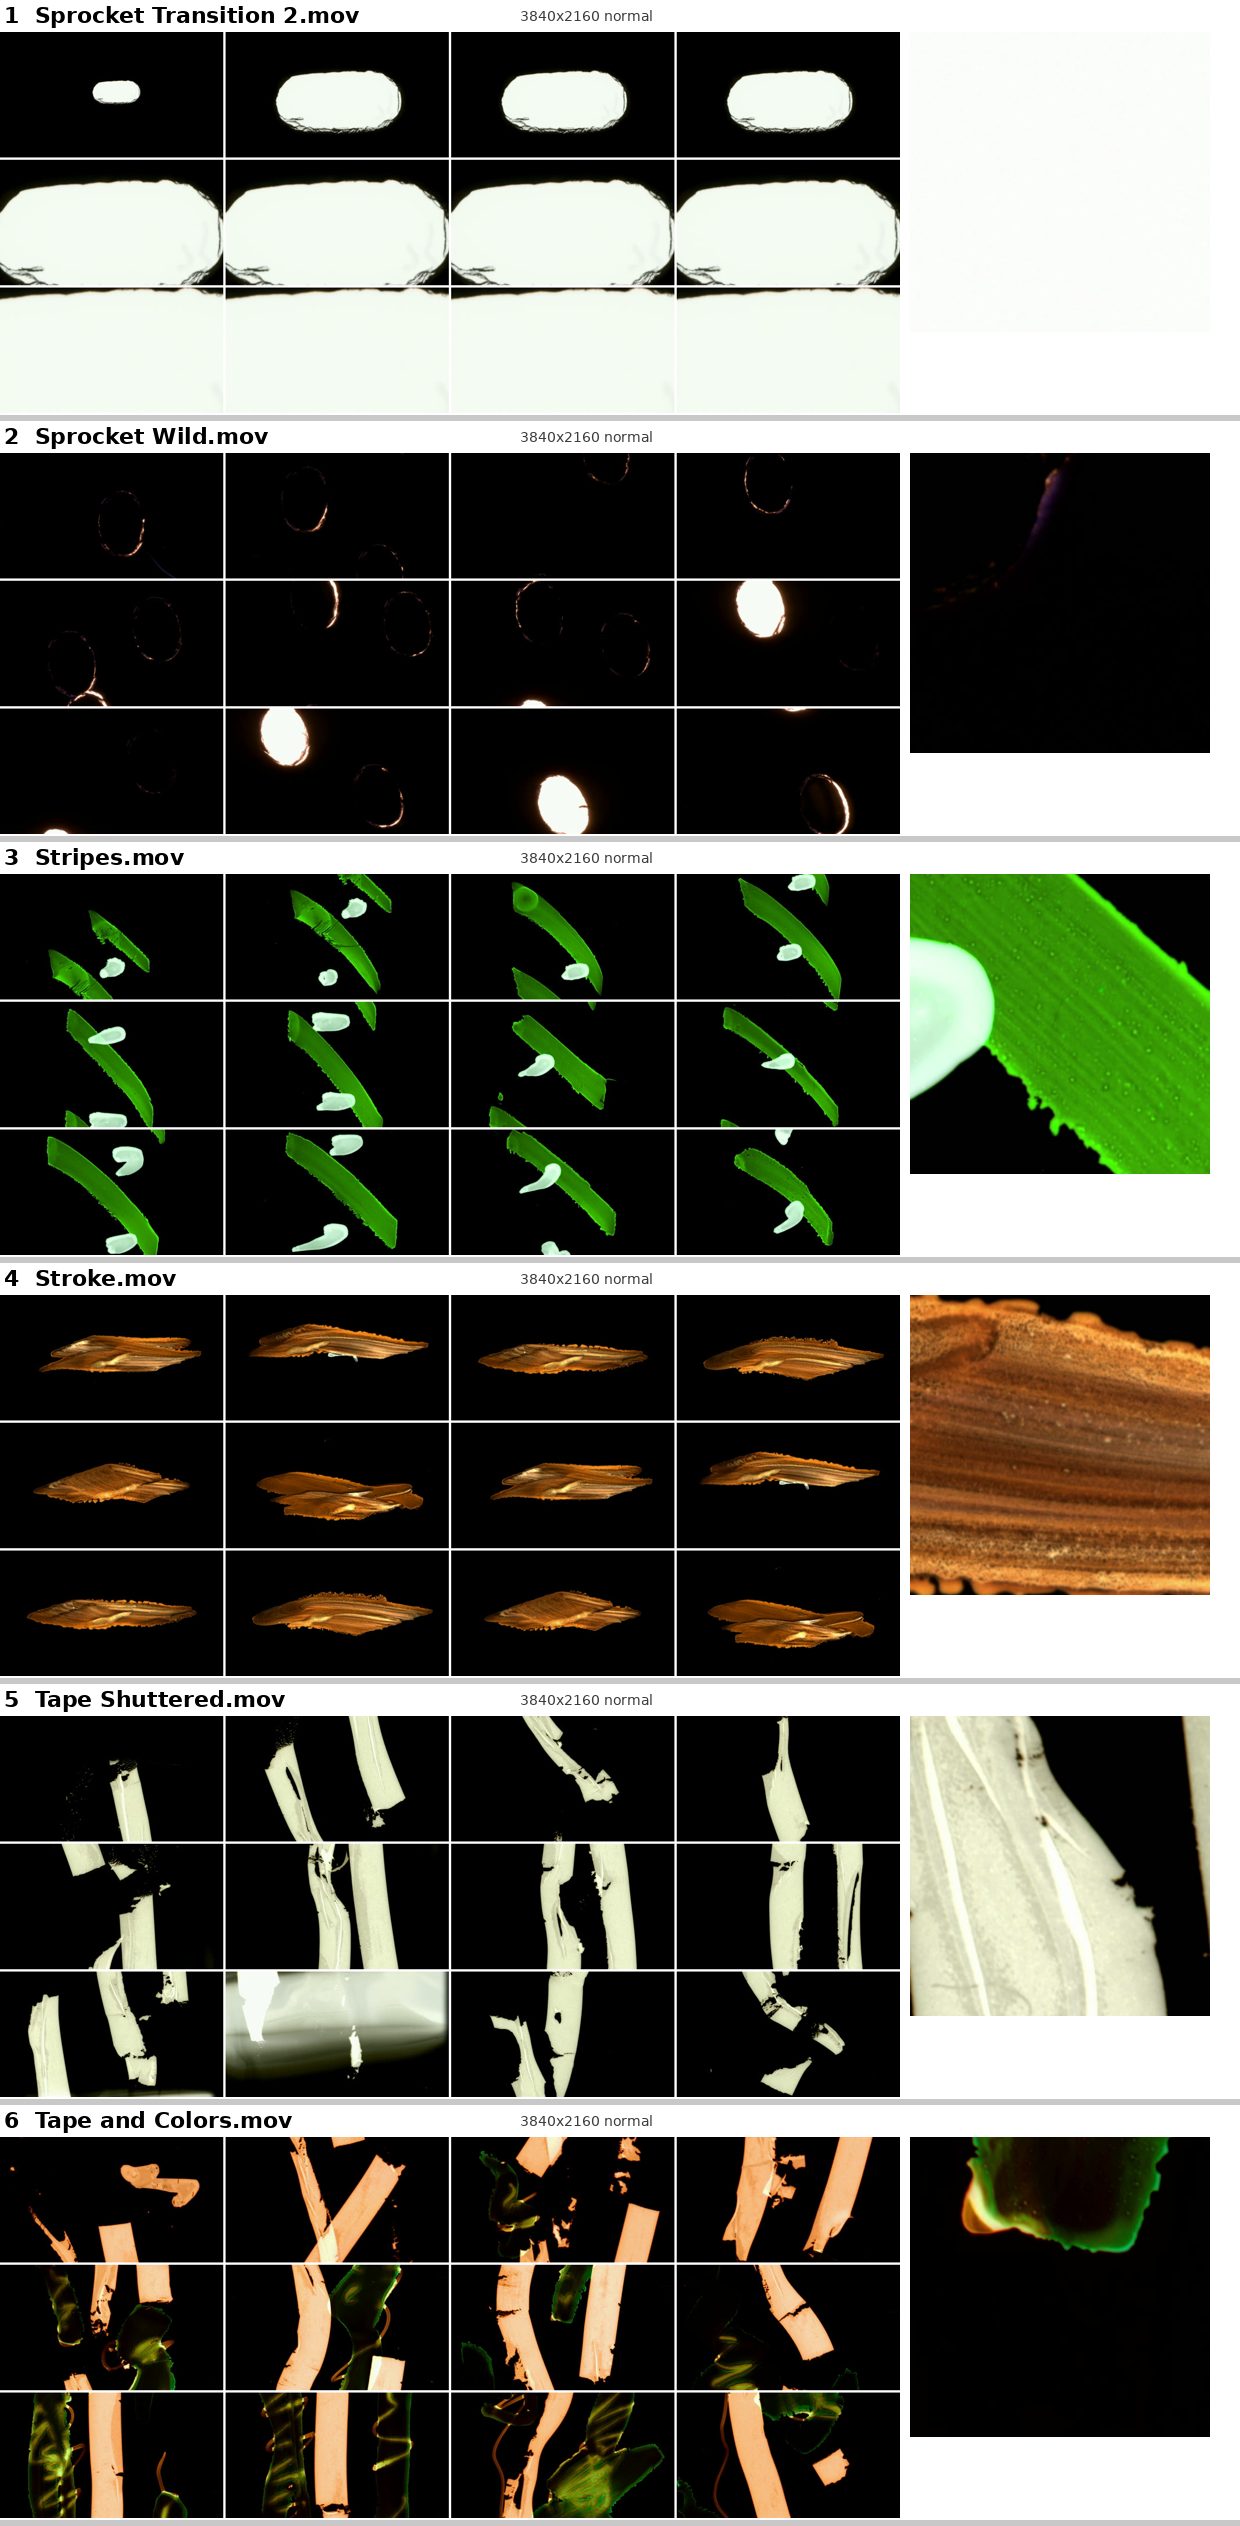 1 Sprocket Transition 2.mov 3840x2160 normal
2 Sprocket Wild.mov 3840x2160 normal
3 Stripes.mov 3840x2160 normal
4 Stroke.mov 3840x2160 normal
5 Tape Shuttered.mov 3840x2160 normal
6 Tape and Colors.mov 3840x2160 normal